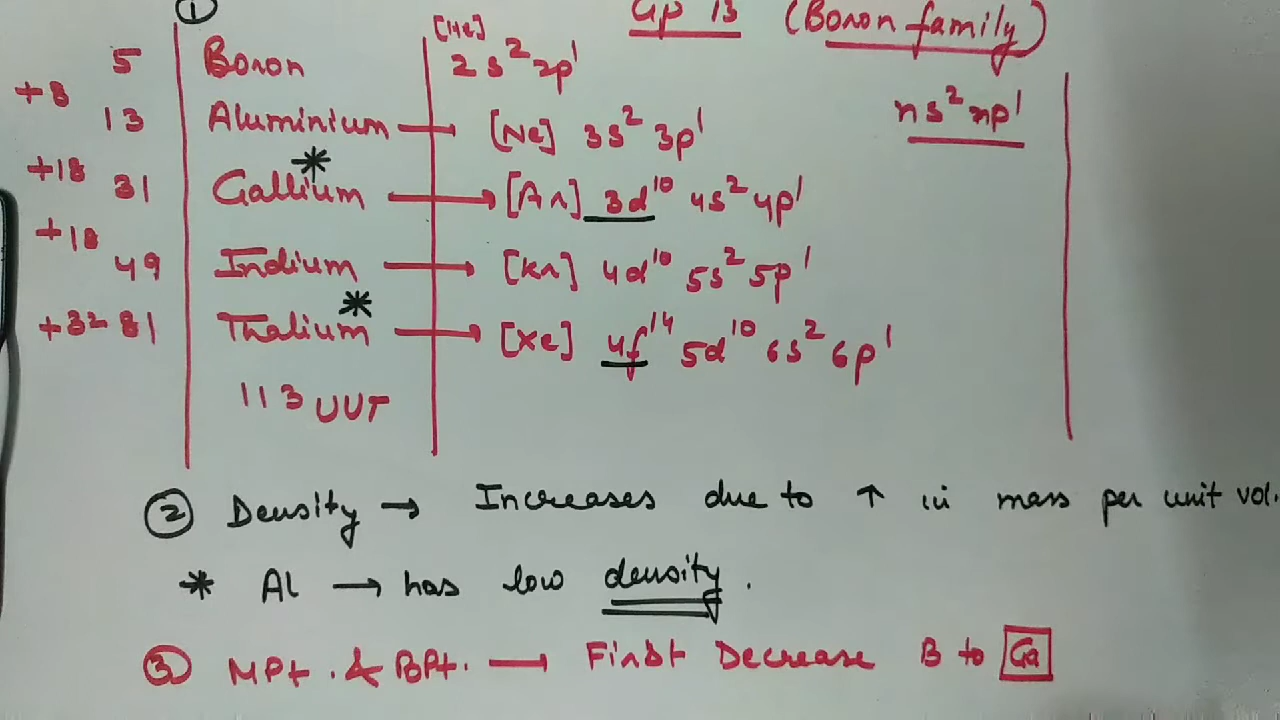 ① Gp 13 (Boron family)
5 Boron [He] 2s² 2p¹
+8
13 Aluminium → [Ne] 3s² 3p¹ ns² np¹
+18
31 Gallium * → [Ar] 3d¹⁰ 4s² 4p¹
+18
49 Indium → [Kr] 4d¹⁰ 5s² 5p¹
+32 81 Thalium * → [Xe] 4f¹⁴ 5d¹⁰ 6s² 6p¹
113 UUT
② Density → Increases due to ↑ in mass per unit vol.
* Al → has low density.
③ MPt. & BPt. → First Decrease B to Ga